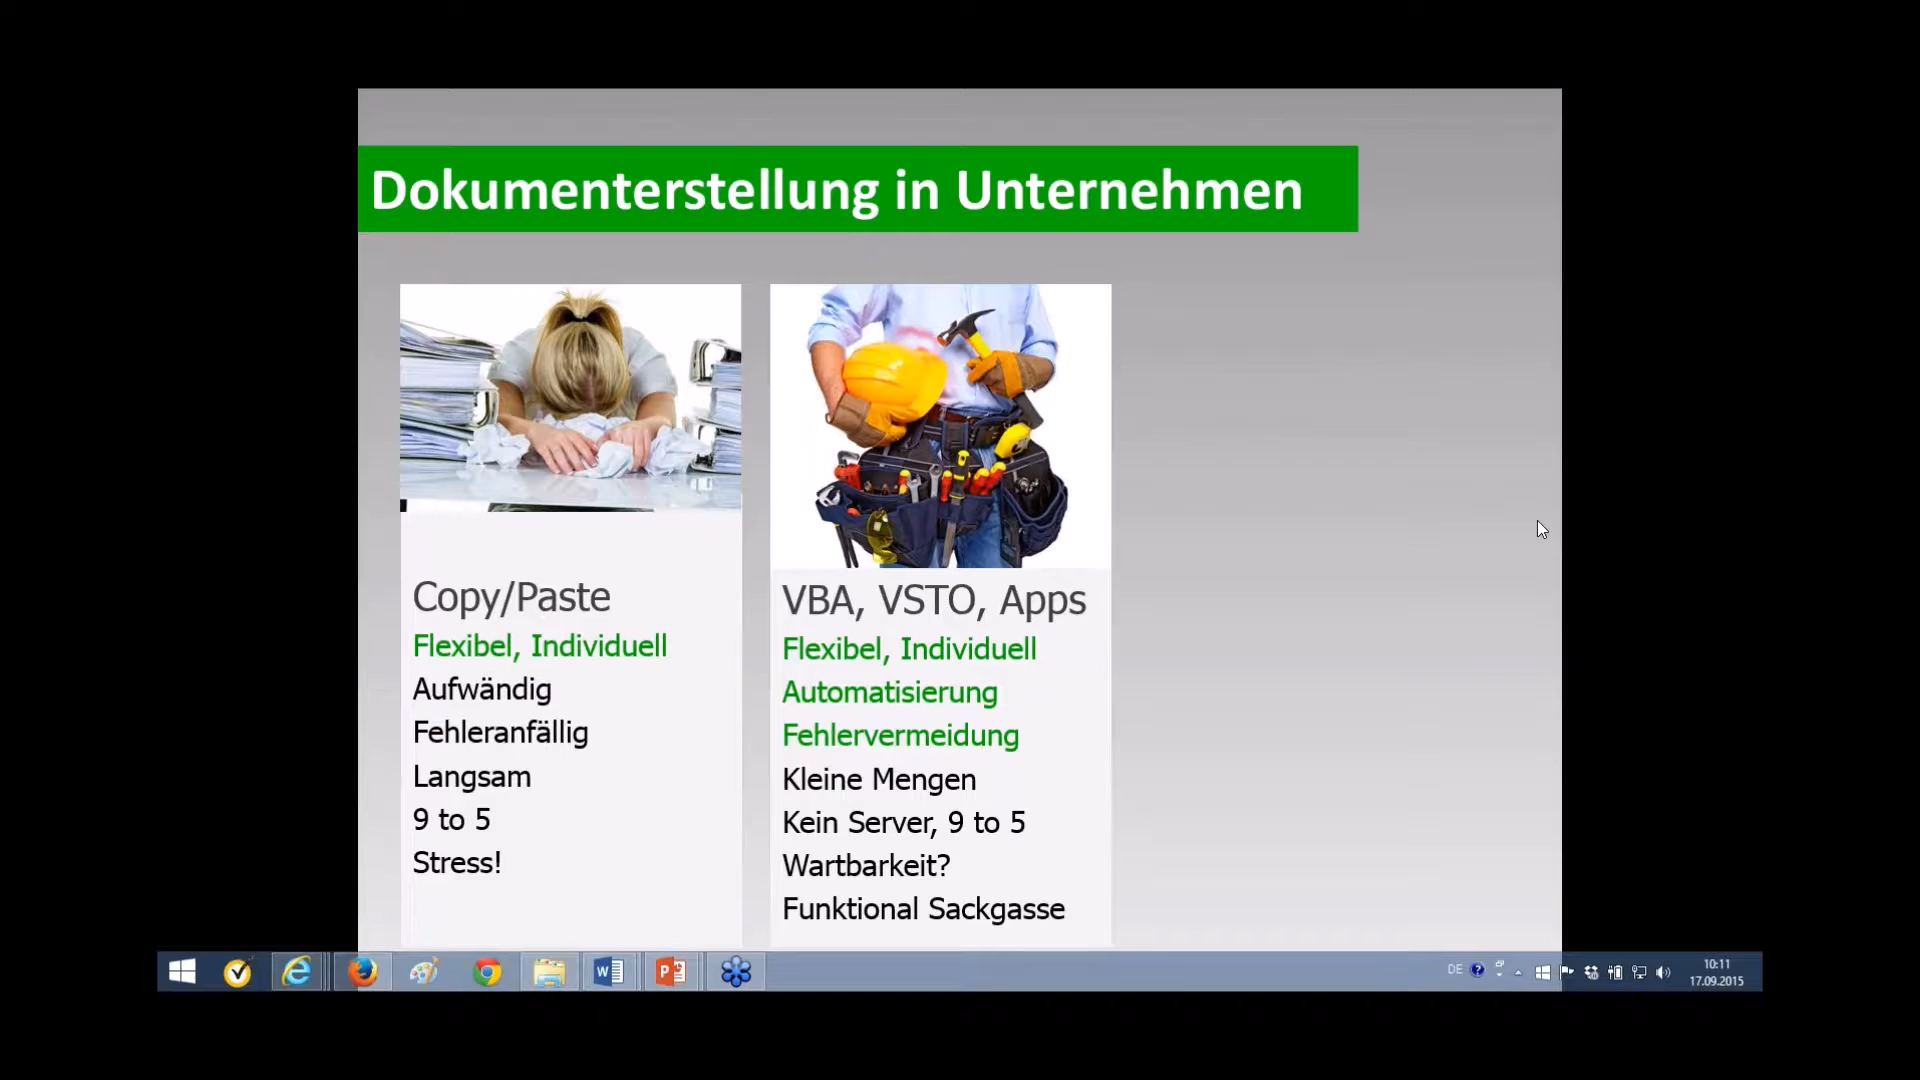 Dokumenterstellung in Unternehmen
Copy/Paste
Flexibel, Individuell
Aufwändig
Fehleranfällig
Langsam
9 to 5
Stress!
VBA, VSTO, Apps
Flexibel, Individuell
Automatisierung
Fehlervermeidung
Kleine Mengen
Kein Server, 9 to 5
Wartbarkeit?
Funktional Sackgasse
DE
10:11
17.09.2015